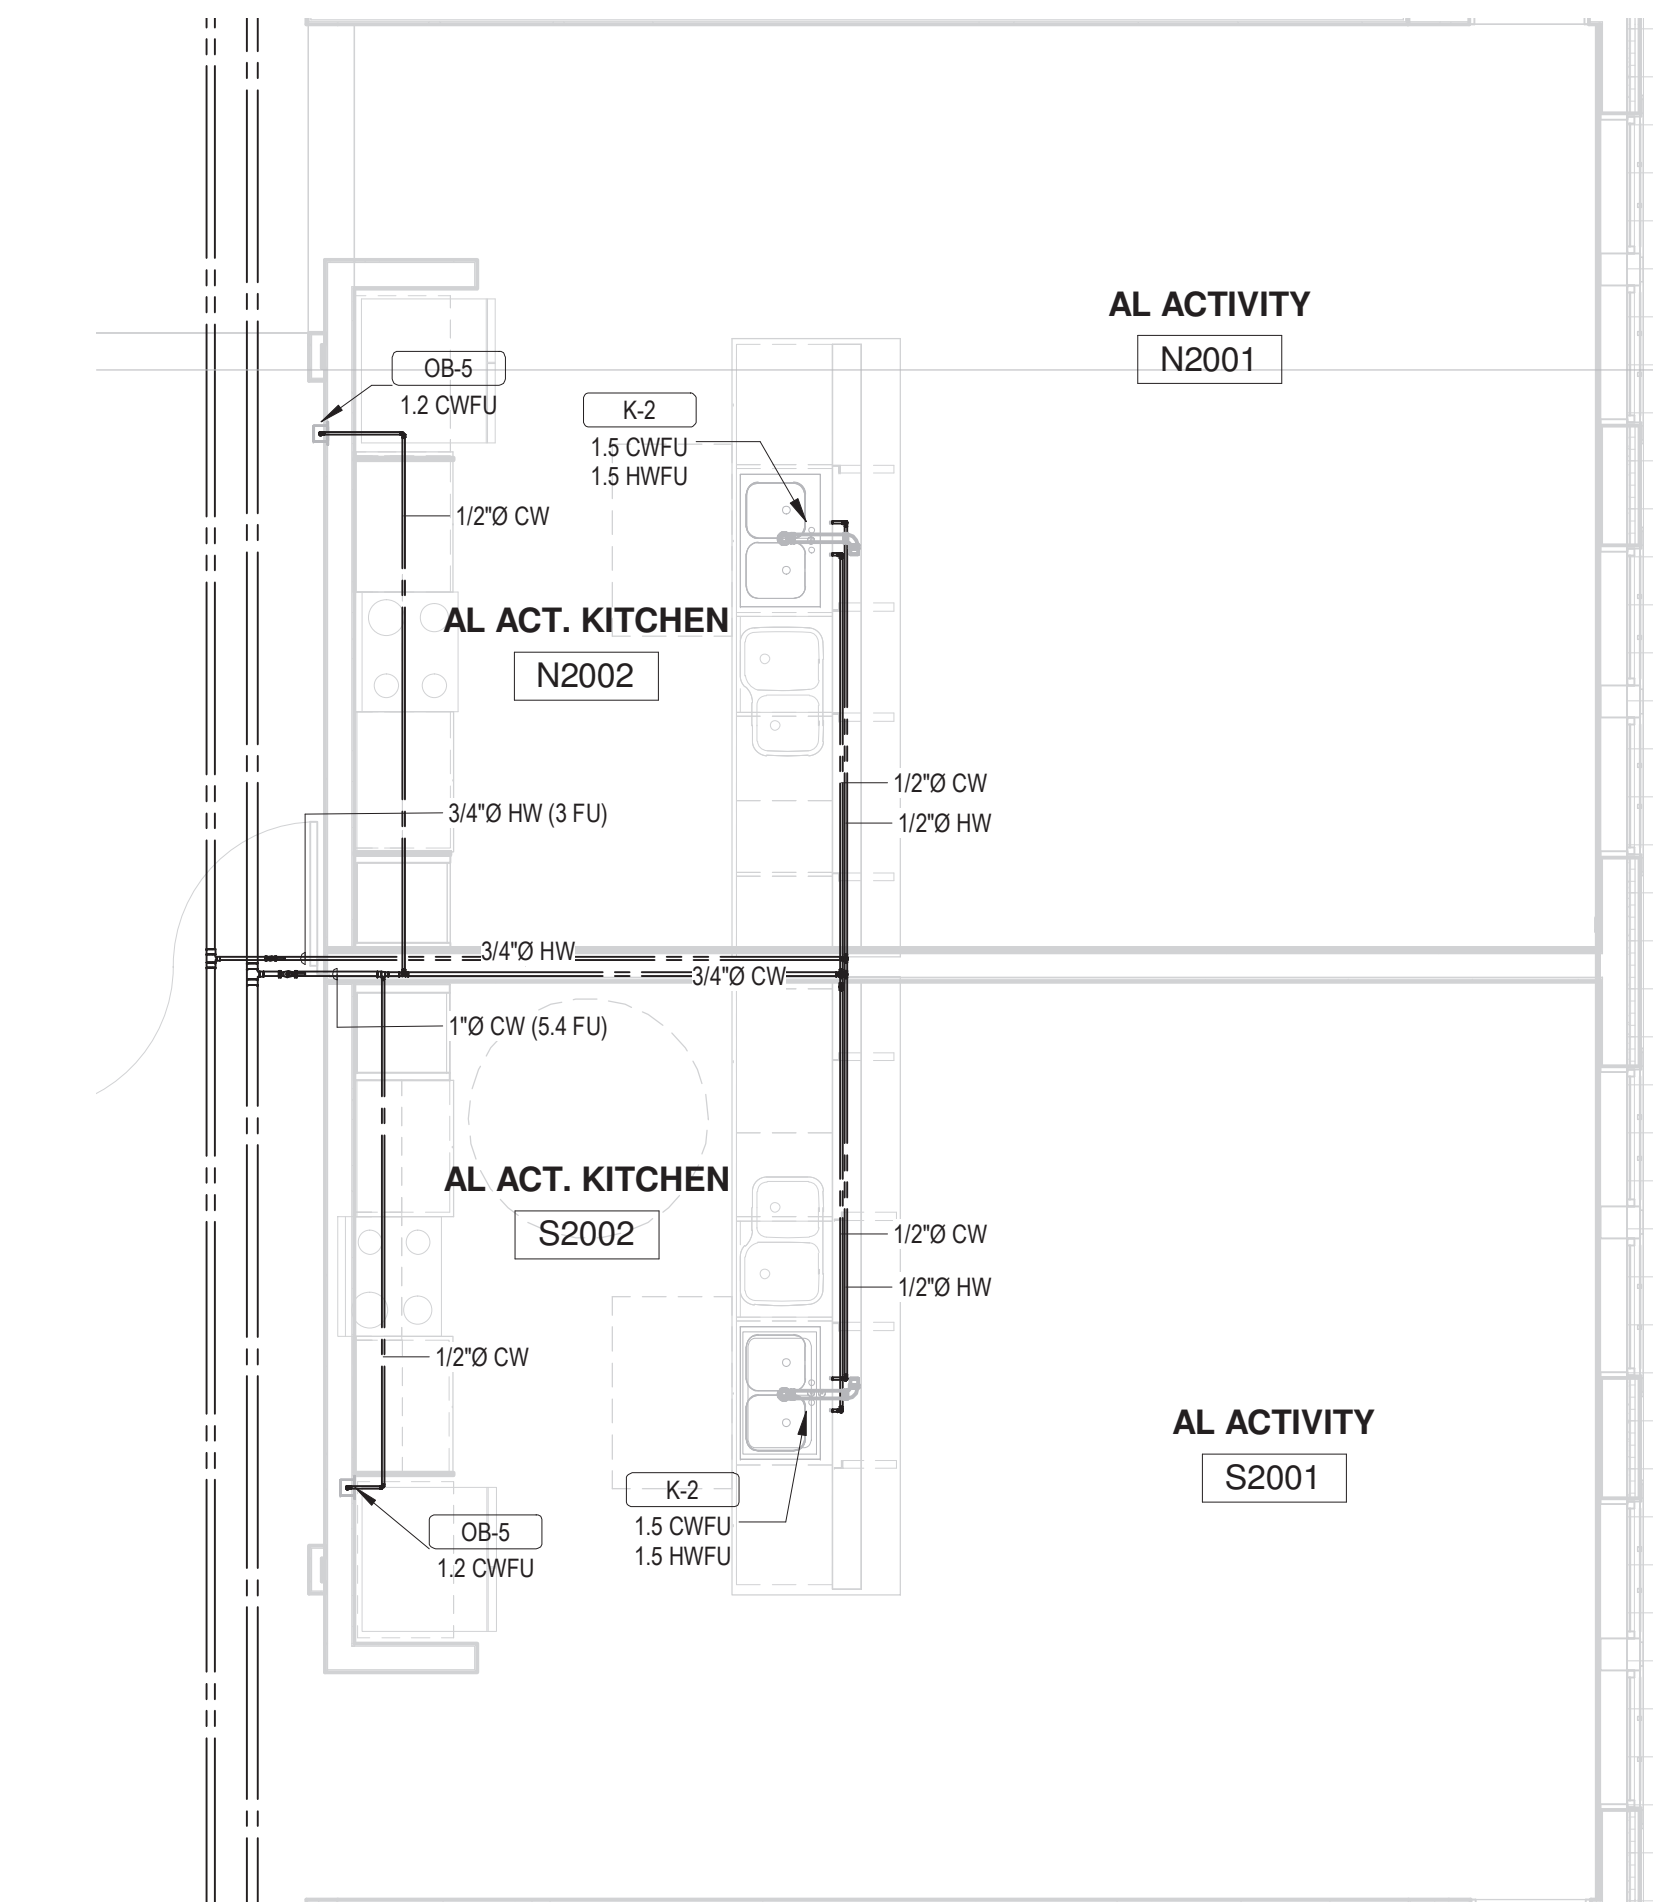 AL ACTIVITY
N2001
OB-5
1.2 CWFU
K-2
1.5 CWFU
1.5 HWFU
1/2"Ø CW
AL ACT. KITCHEN
N2002
1/2"Ø CW
3/4"Ø HW (3 FU)
1/2"Ø HW
3/4"Ø HW
3/4"Ø CW
1"Ø CW (5.4 FU)
AL ACT. KITCHEN
S2002
1/2"Ø CW
1/2"Ø HW
1/2"Ø CW
AL ACTIVITY
S2001
K-2
1.5 CWFU
1.5 HWFU
OB-5
1.2 CWFU